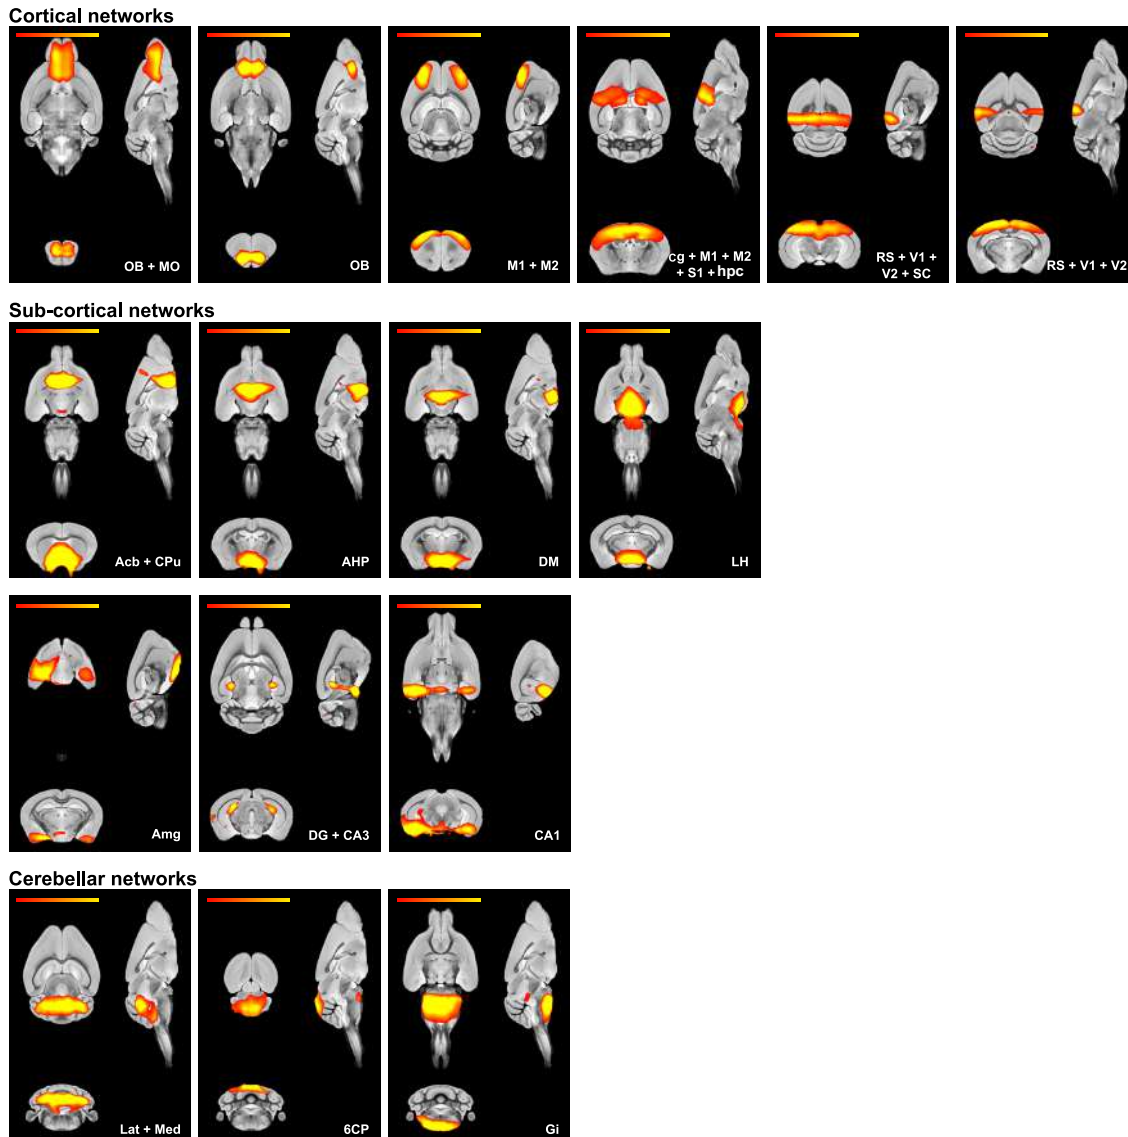 Cortical networks
OB + MO
OB
M1 + M2
cg + M1 + M2
+ S1 + hpc
RS + V1 +
V2 + SC
RS + V1 + V2
Sub-cortical networks
Acb + CPu
AHP
DM
LH
Amg
DG + CA3
CA1
Cerebellar networks
Lat + Med
6CP
Gi